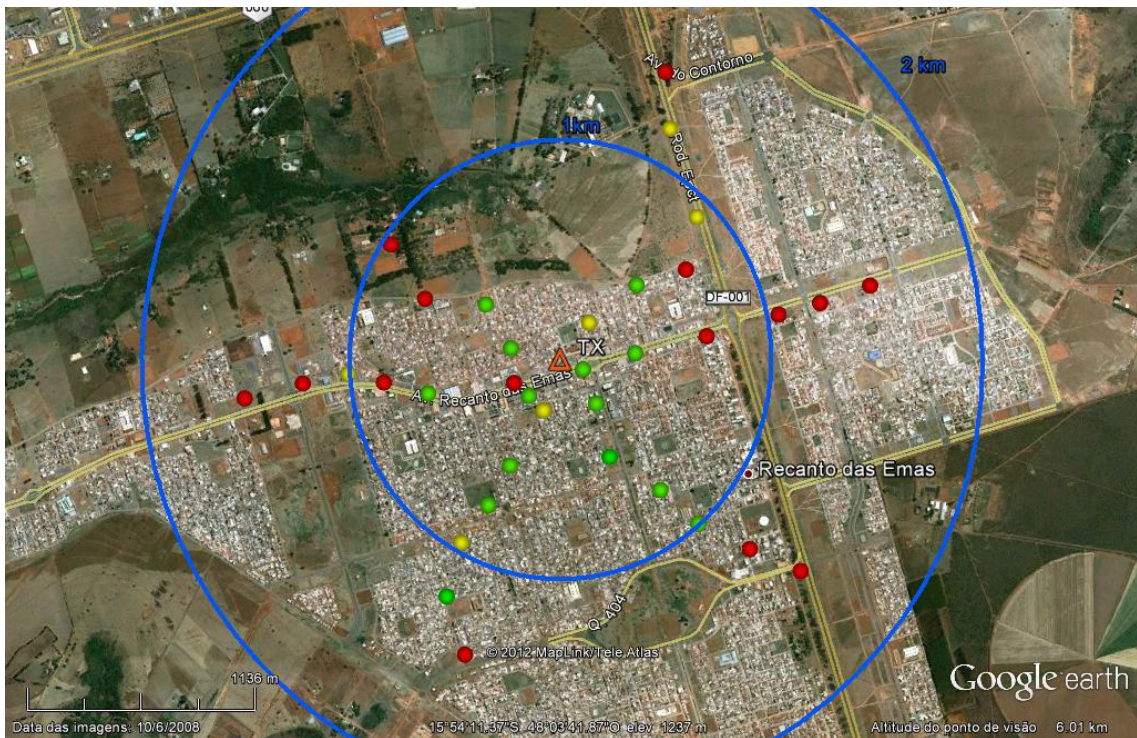 Av. do Contorno
2 km
1km
Rod. Epct
DF-001
TX
Av. Recanto das Emas
Recanto das Emas
Q. 404
© 2012 MapLink/Tele Atlas
1136 m
Google earth
Data das imagens: 10/6/2008
15°54'11.37"S 48°03'41.87"O elev 1237 m
Altitude do ponto de visão 6.01 km